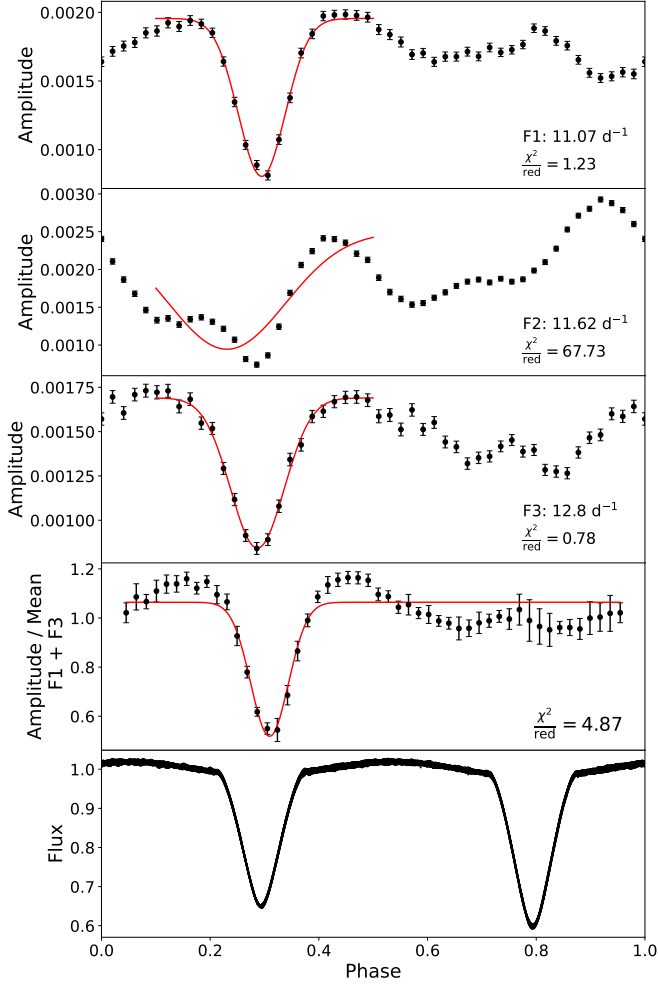 0.0020
0.0015
0.0010
Amplitude
F1: 11.07 d⁻¹
χ²/red = 1.23
0.0030
0.0025
0.0020
0.0015
0.0010
Amplitude
F2: 11.62 d⁻¹
χ²/red = 67.73
0.00175
0.00150
0.00125
0.00100
Amplitude
F3: 12.8 d⁻¹
χ²/red = 0.78
1.2
1.0
0.8
0.6
Amplitude / Mean
F1 + F3
χ²/red = 4.87
1.0
0.9
0.8
0.7
0.6
Flux
0.0 0.2 0.4 0.6 0.8 1.0
Phase